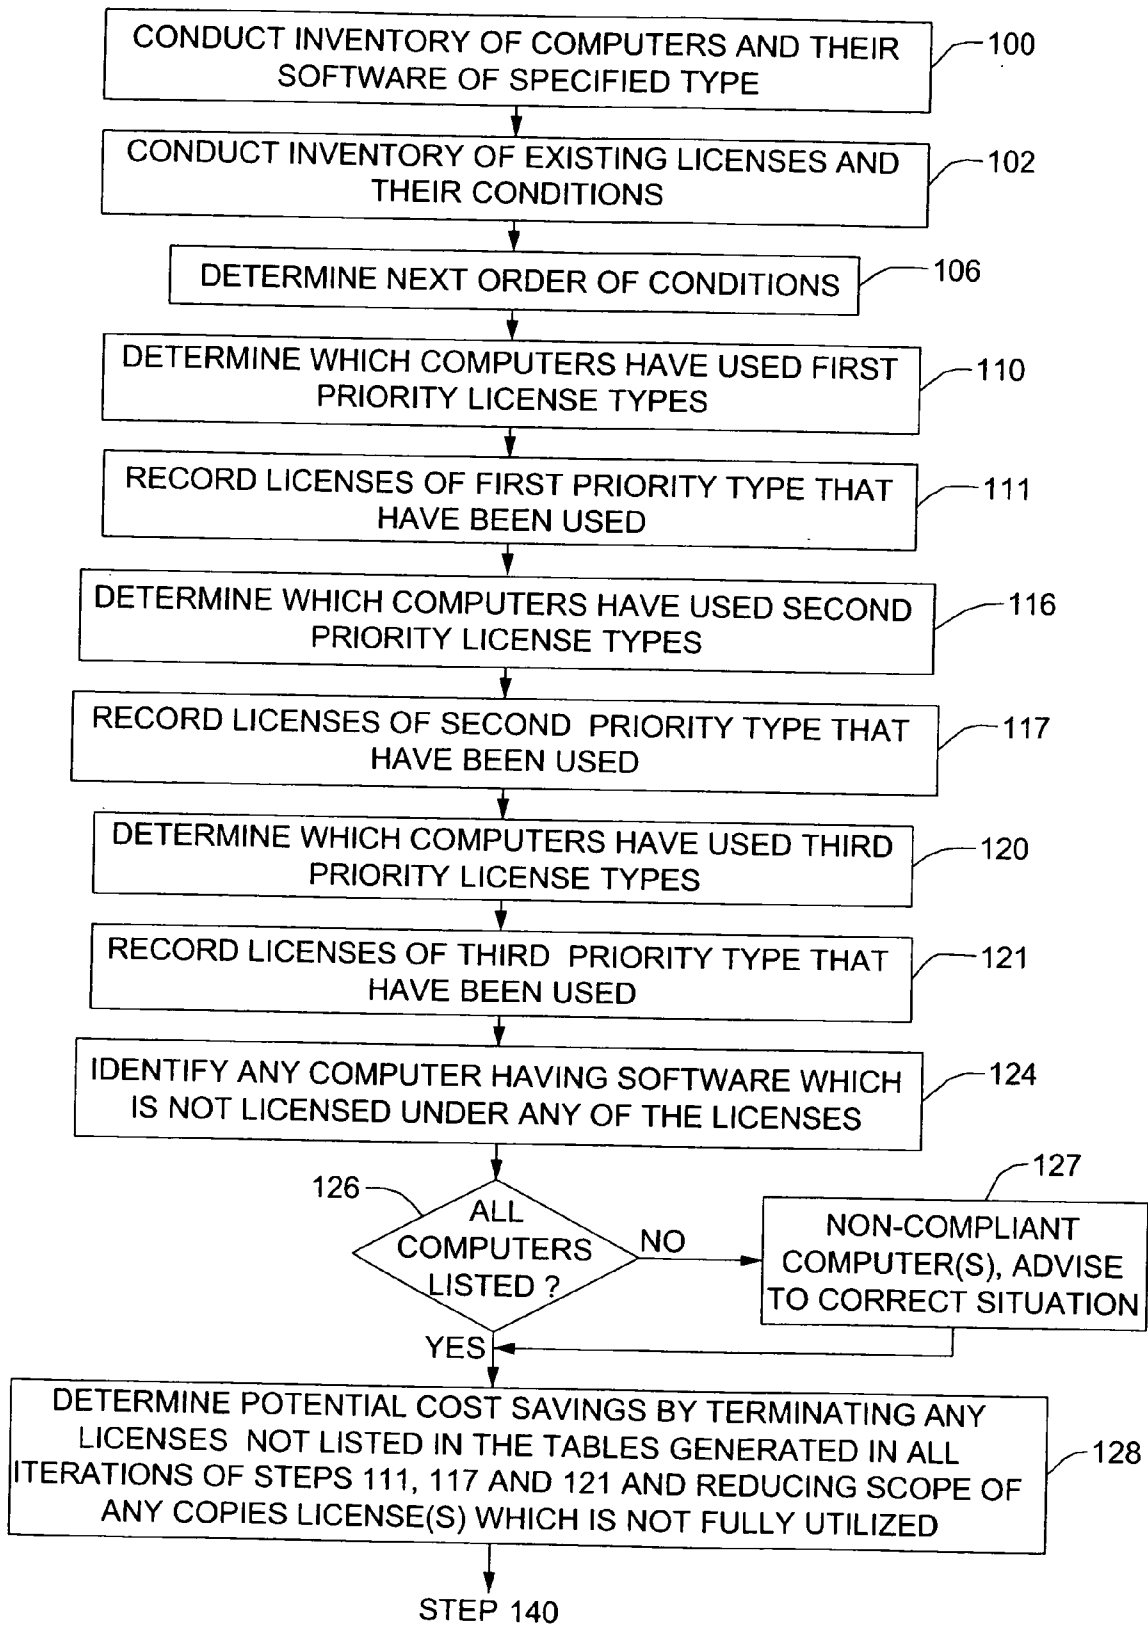 CONDUCT INVENTORY OF COMPUTERS AND THEIR
SOFTWARE OF SPECIFIED TYPE
100
CONDUCT INVENTORY OF EXISTING LICENSES AND
THEIR CONDITIONS
102
DETERMINE NEXT ORDER OF CONDITIONS
106
DETERMINE WHICH COMPUTERS HAVE USED FIRST
PRIORITY LICENSE TYPES
110
RECORD LICENSES OF FIRST PRIORITY TYPE THAT
HAVE BEEN USED
111
DETERMINE WHICH COMPUTERS HAVE USED SECOND
PRIORITY LICENSE TYPES
116
RECORD LICENSES OF SECOND PRIORITY TYPE THAT
HAVE BEEN USED
117
DETERMINE WHICH COMPUTERS HAVE USED THIRD
PRIORITY LICENSE TYPES
120
RECORD LICENSES OF THIRD PRIORITY TYPE THAT
HAVE BEEN USED
121
IDENTIFY ANY COMPUTER HAVING SOFTWARE WHICH
IS NOT LICENSED UNDER ANY OF THE LICENSES
124
126
ALL
COMPUTERS
LISTED ?
NO
127
NON-COMPLIANT
COMPUTER(S), ADVISE
TO CORRECT SITUATION
YES
DETERMINE POTENTIAL COST SAVINGS BY TERMINATING ANY
LICENSES NOT LISTED IN THE TABLES GENERATED IN ALL
ITERATIONS OF STEPS 111, 117 AND 121 AND REDUCING SCOPE OF
ANY COPIES LICENSE(S) WHICH IS NOT FULLY UTILIZED
128
STEP 140